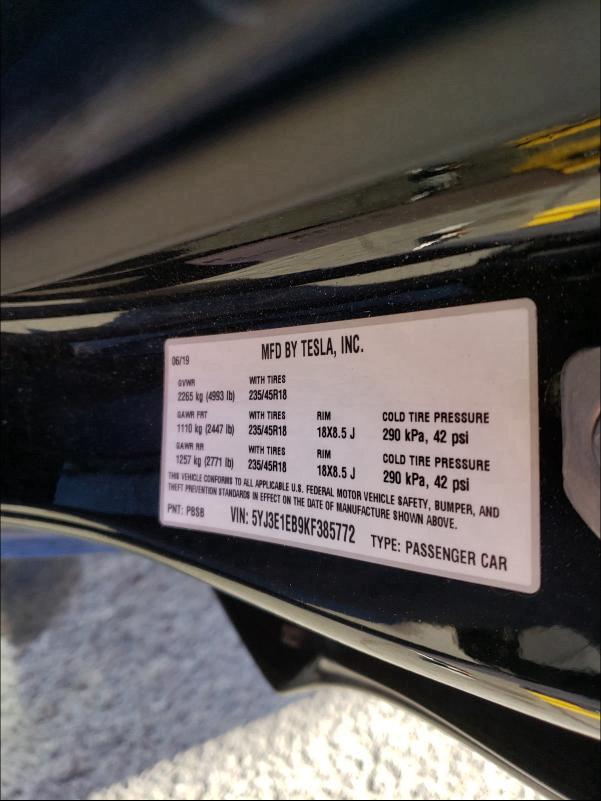 MFD BY TESLA, INC.
06/19
GVWR WITH TIRES
2265 kg (4993 lb) 235/45R18
GAWR FRT WITH TIRES RIM COLD TIRE PRESSURE
1110 kg (2447 lb) 235/45R18 18X8.5 J 290 kPa, 42 psi
GAWR RR WITH TIRES RIM COLD TIRE PRESSURE
1257 kg (2771 lb) 235/45R18 18X8.5 J 290 kPa, 42 psi
THIS VEHICLE CONFORMS TO ALL APPLICABLE U.S. FEDERAL MOTOR VEHICLE SAFETY, BUMPER, AND
THEFT PREVENTION STANDARDS IN EFFECT ON THE DATE OF MANUFACTURE SHOWN ABOVE.
PNT: PBSB VIN: 5YJ3E1EB9KF385772 TYPE: PASSENGER CAR